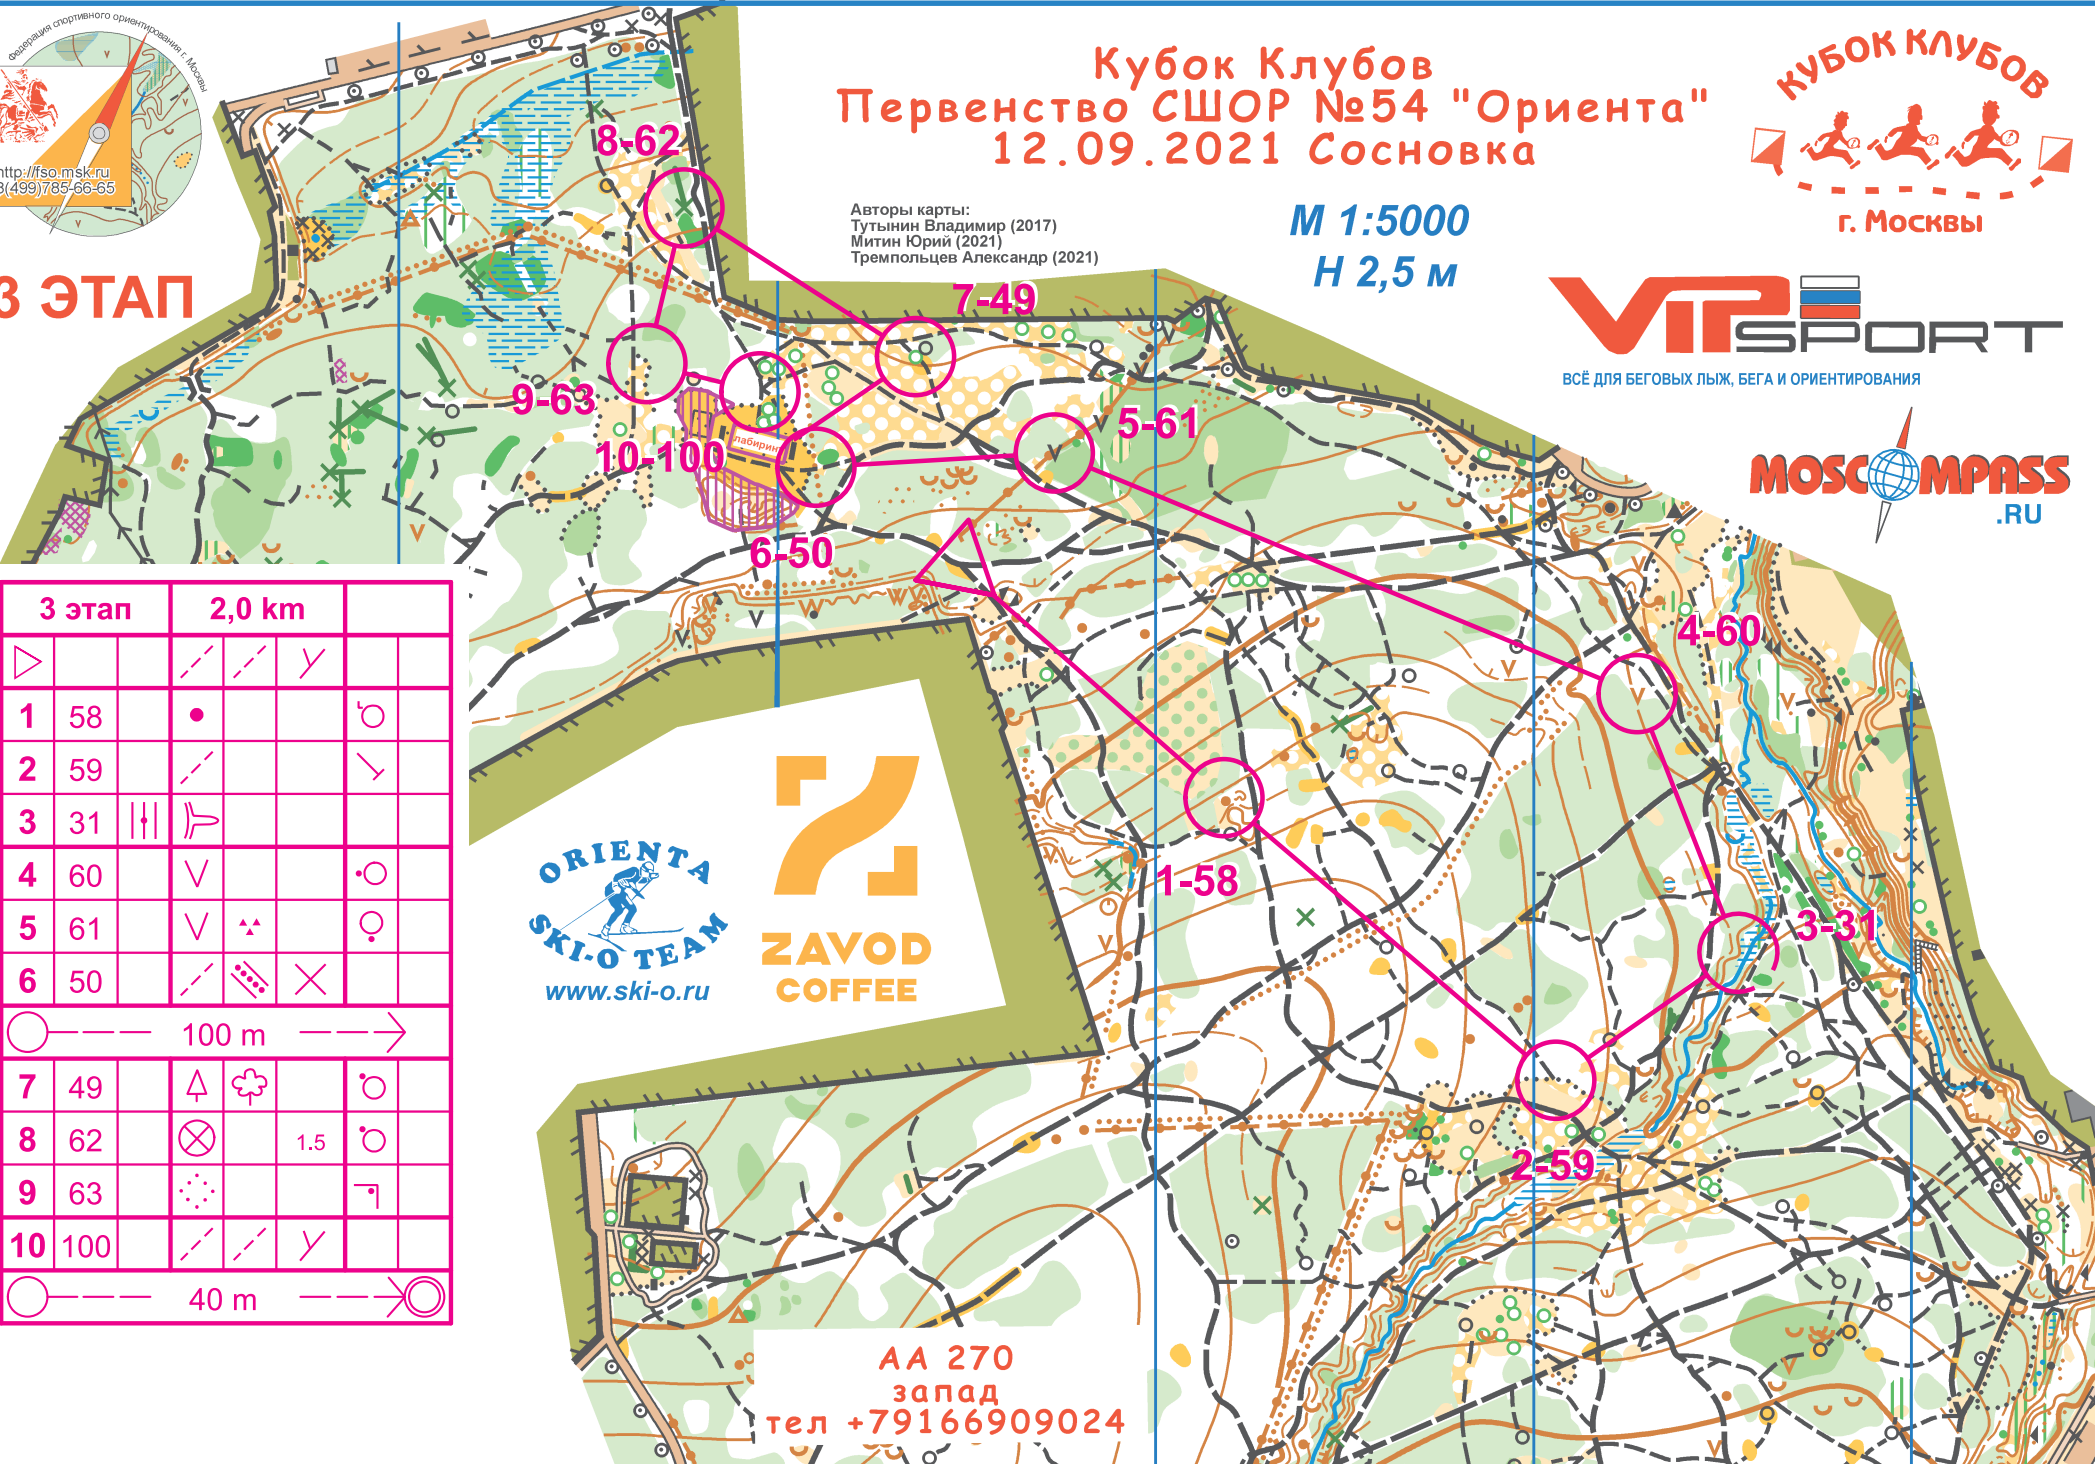 Федерация спортивного ориентирования г. Москвы
http://fso.msk.ru
8(499)785-66-65
3 ЭТАП
Кубок Клубов
Первенство СШОР №54 "Ориента"
12.09.2021 Сосновка
Авторы карты:
Тутынин Владимир (2017)
Митин Юрий (2021)
Тремпольцев Александр (2021)
М 1:5000
Н 2,5 м
КУБОК КЛУБОВ
г. Москвы
VIP SPORT
ВСЁ ДЛЯ БЕГОВЫХ ЛЫЖ, БЕГА И ОРИЕНТИРОВАНИЯ
MOSCOMPASS
.RU
8-62
7-49
9-63
10-100
лабиринт
5-61
6-50
4-60
1-58
3-31
2-59
3 этап 2,0 km
1 58
2 59
3 31
4 60
5 61
6 50
100 m
7 49
8 62 1.5
9 63
10 100
40 m
ORIENTA
SKI-O TEAM
www.ski-o.ru
ZAVOD
COFFEE
АА 270
запад
тел +79166909024